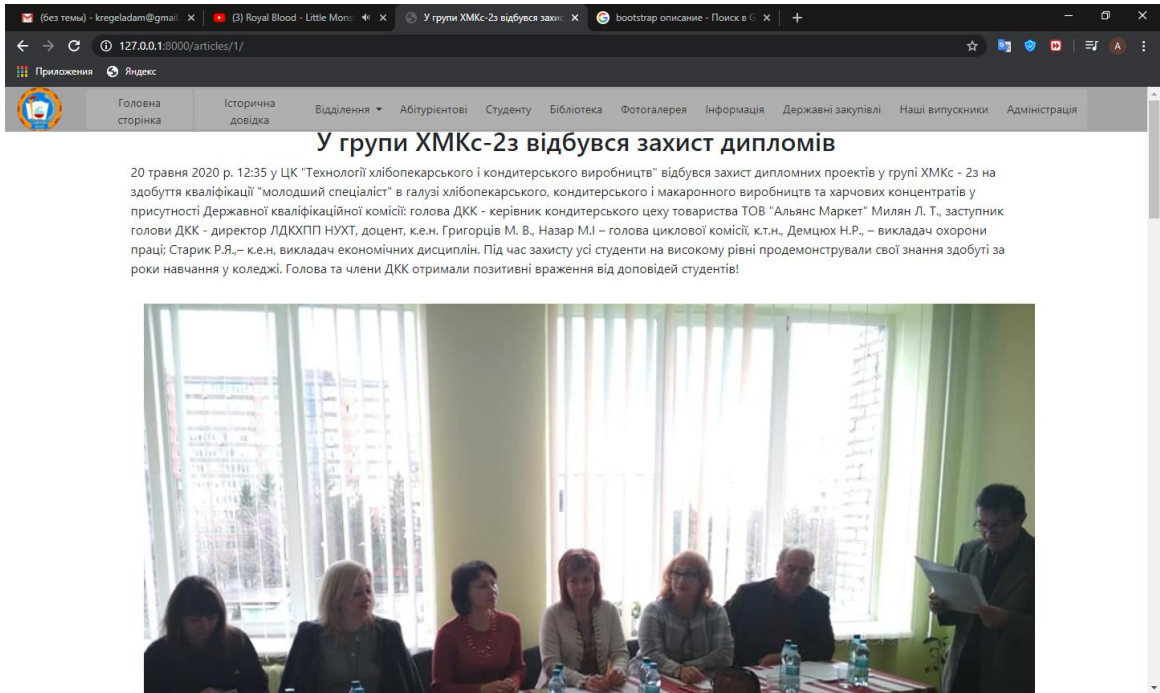 (без темы) - kregeladam@gmail.
(3) Royal Blood - Little Mons
У групи ХМКс-2з відбувся захис
bootstrap описание - Поиск в G
127.0.0.1:8000/articles/1/
A
Приложения
Яндекс
Головна сторінка
Історична довідка
Відділення
Абітурієнтові
Студенту
Бібліотека
Фотогалерея
Інформація
Державні закупівлі
Наші випускники
Адміністрація
У групи ХМКс-2з відбувся захист дипломів
20 травня 2020 р. 12:35 у ЦК "Технології хлібопекарського і кондитерського виробництв" відбувся захист дипломних проектів у групі ХМКс - 2з на
здобуття кваліфікації "молодший спеціаліст" в галузі хлібопекарського, кондитерського і макаронного виробництв та харчових концентратів у
присутності Державної кваліфікаційної комісії: голова ДКК - керівник кондитерського цеху товариства ТОВ "Альянс Маркет" Милян Л. Т., заступник
голови ДКК - директор ЛДКХПП НУХТ, доцент, к.е.н. Григорців М. В., Назар М.І – голова циклової комісії, к.т.н., Демцюх Н.Р., – викладач охорони
праці; Старик Р.Я.,– к.е.н, викладач економічних дисциплін. Під час захисту усі студенти на високому рівні продемонстрували свої знання здобуті за
роки навчання у коледжі. Голова та члени ДКК отримали позитивні враження від доповідей студентів!